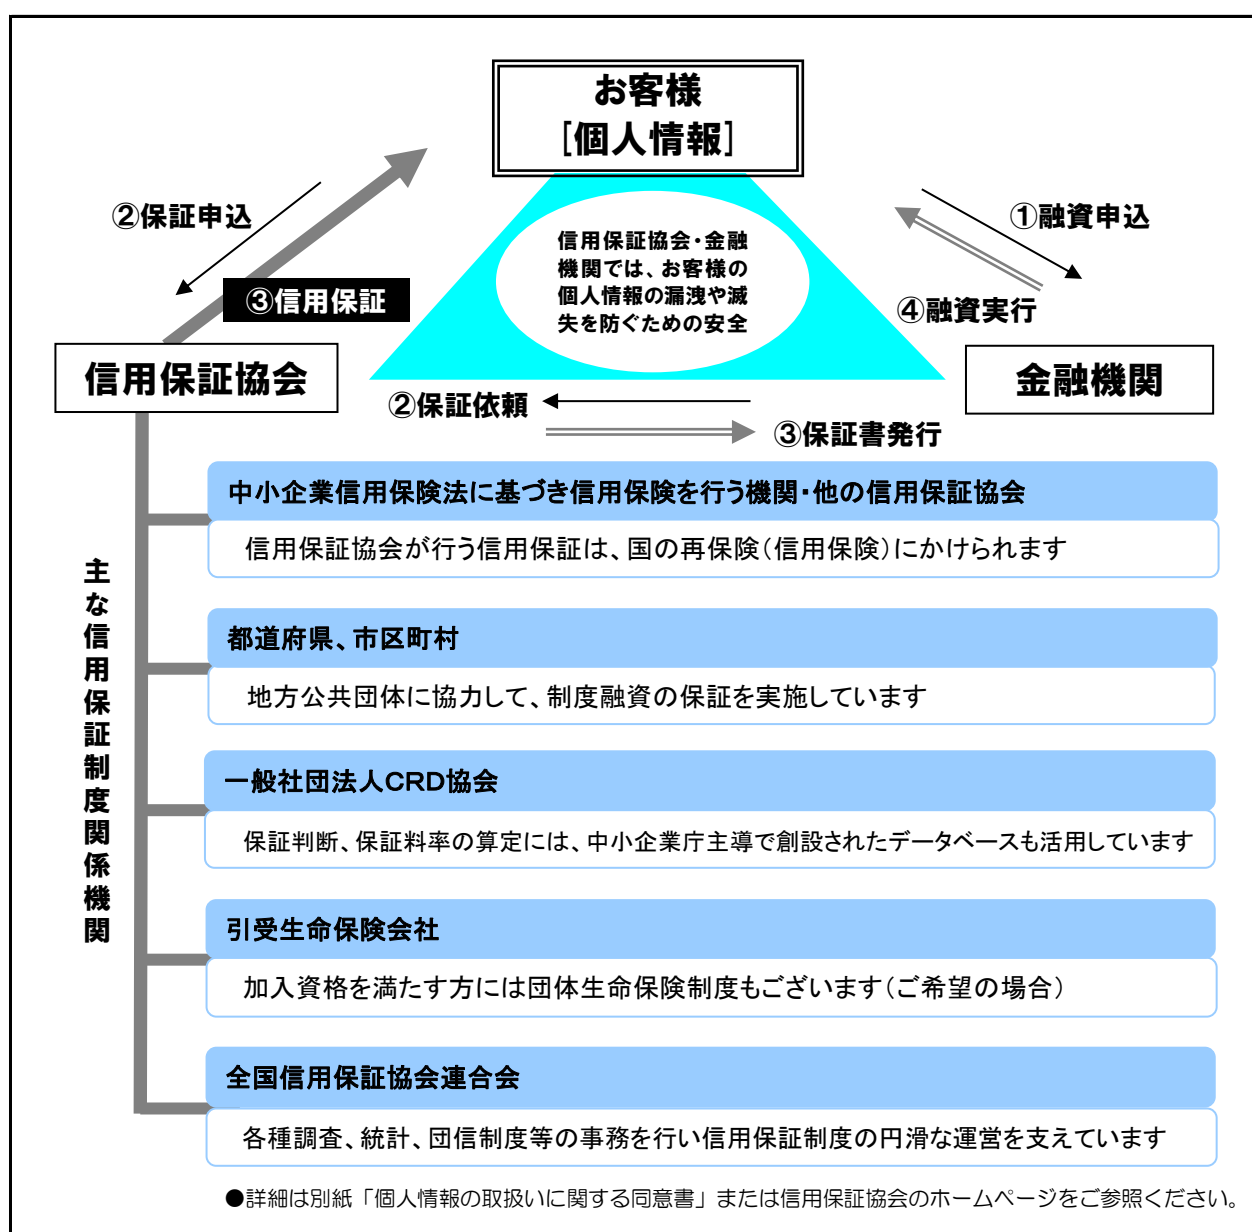 お客様
[個人情報]
②保証申込
①融資申込
信用保証協会・金融
機関では、お客様の
個人情報の漏洩や滅
失を防ぐための安全
③信用保証
④融資実行
信用保証協会
金融機関
②保証依頼
③保証書発行
主な信用保証制度関係機関
中小企業信用保険法に基づき信用保険を行う機関・他の信用保証協会
信用保証協会が行う信用保証は、国の再保険(信用保険)にかけられます
都道府県、市区町村
地方公共団体に協力して、制度融資の保証を実施しています
一般社団法人CRD協会
保証判断、保証料率の算定には、中小企業庁主導で創設されたデータベースも活用しています
引受生命保険会社
加入資格を満たす方には団体生命保険制度もございます(ご希望の場合)
全国信用保証協会連合会
各種調査、統計、団信制度等の事務を行い信用保証制度の円滑な運営を支えています
●詳細は別紙「個人情報の取扱いに関する同意書」または信用保証協会のホームページをご参照ください。